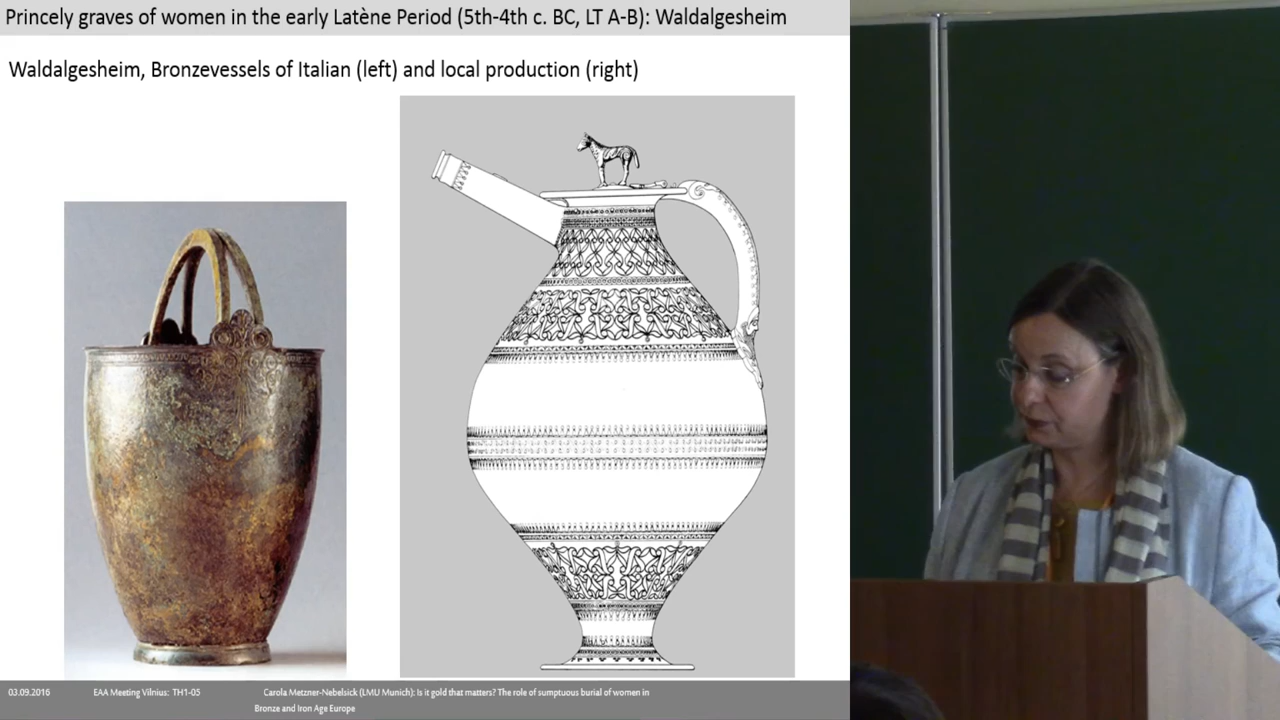 Princely graves of women in the early Latène Period (5th-4th c. BC, LT A-B): Waldalgesheim
Waldalgesheim, Bronzevessels of Italian (left) and local production (right)
03.09.2016 EAA Meeting Vilnius: TH1-05 Carola Metzner-Nebelsick (LMU Munich): Is it gold that matters? The role of sumptuous burial of women in
Bronze and Iron Age Europe